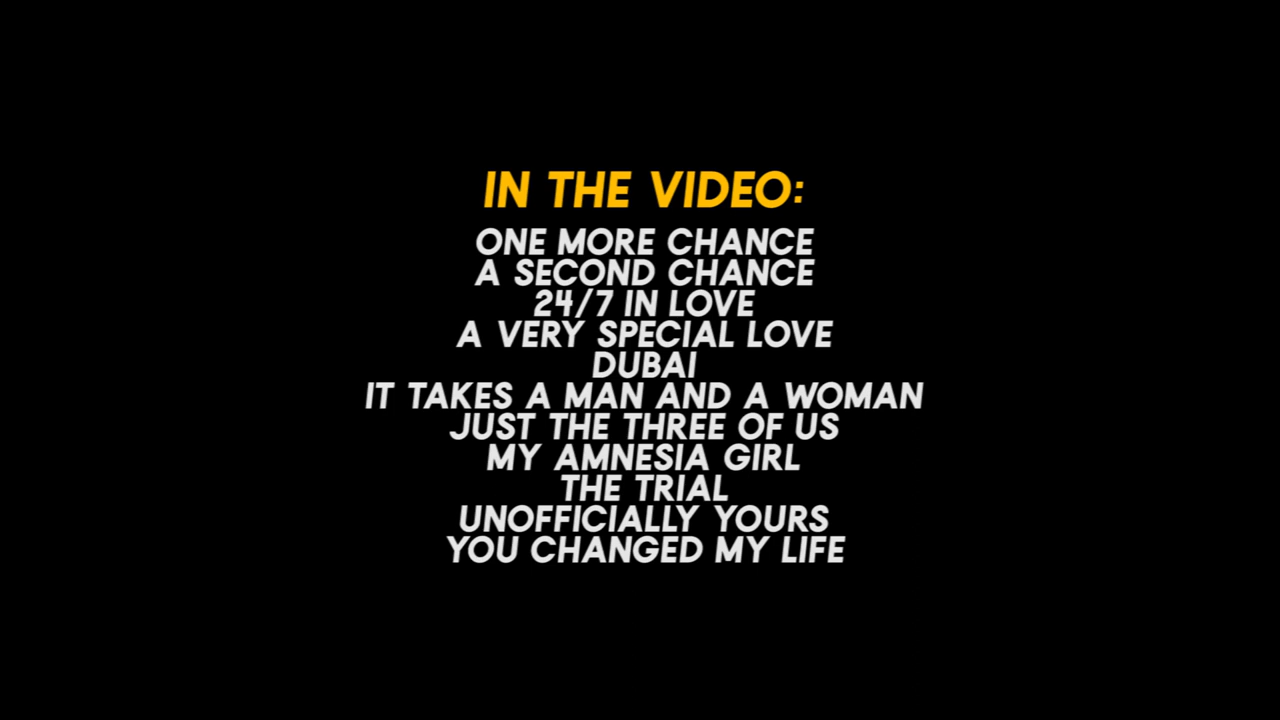 IN THE VIDEO:
ONE MORE CHANCE
A SECOND CHANCE
24/7 IN LOVE
A VERY SPECIAL LOVE
DUBAI
IT TAKES A MAN AND A WOMAN
JUST THE THREE OF US
MY AMNESIA GIRL
THE TRIAL
UNOFFICIALLY YOURS
YOU CHANGED MY LIFE